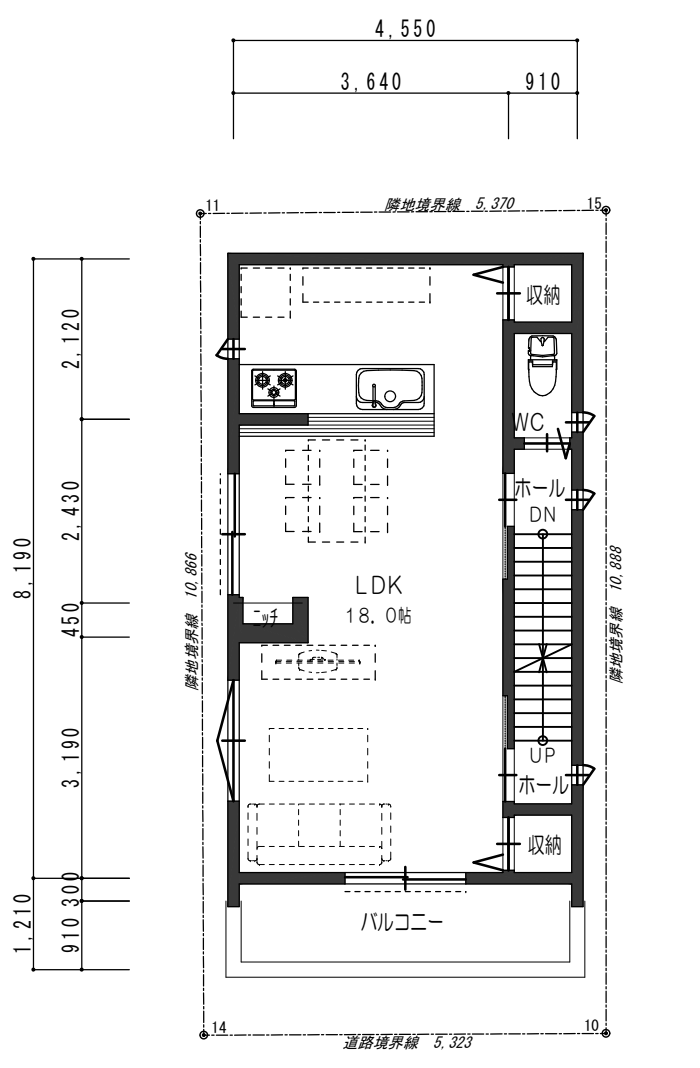 4,550
3,640
910
11
隣地境界線 5,370
15
収納
2,120
WC
ホール
DN
2,430
8,190
隣地境界線 10,866
隣地境界線 10,888
LDK
18.0帖
450
ニッチ
3,190
UP
ホール
収納
300
1,210
910
バルコニー
14
道路境界線 5,323
10